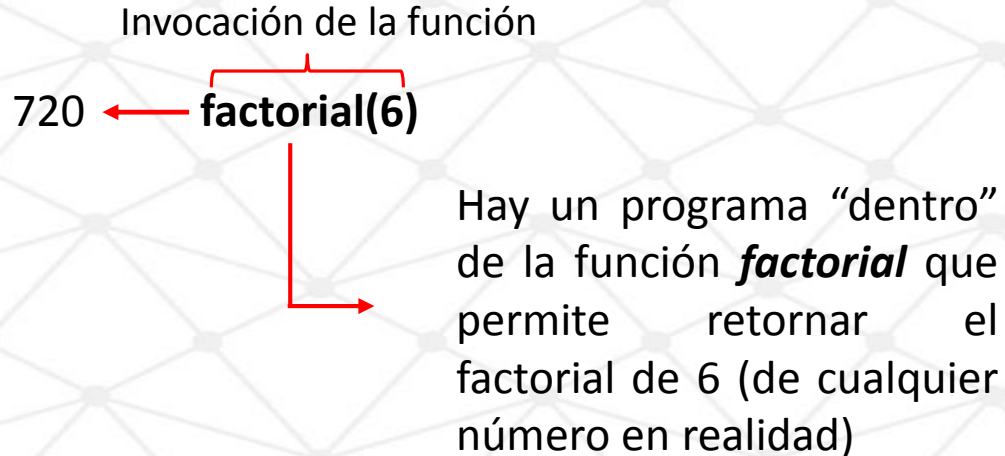 Invocación de la función
720 factorial(6)
Hay un programa “dentro”
de la función factorial que
permite retornar el
factorial de 6 (de cualquier
número en realidad)